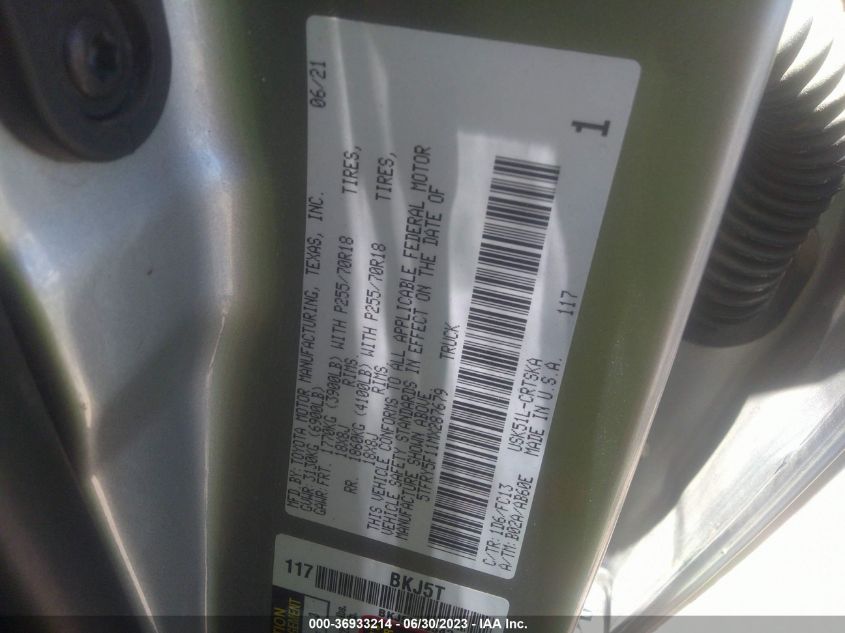 MFD BY: TOYOTA MOTOR MANUFACTURING, TEXAS, INC. 06/21
GVWR: 3130KG (6900LB)
GAWR: FRT. 1770KG (3900LB) WITH P255/70R18 TIRES,
18X8J RIMS
RR. 1860KG (4100LB) WITH P255/70R18 TIRES,
18X8J RIMS
THIS VEHICLE CONFORMS TO ALL APPLICABLE FEDERAL MOTOR
VEHICLE SAFETY STANDARDS IN EFFECT ON THE DATE OF
MANUFACTURE SHOWN ABOVE.
5TFRY5F11MX287679 TRUCK
1
C/TR: 1D6/FC13 USK51L-CRTSKA 117
A/TM: B02A/AB60E MADE IN U.S.A.
117 BKJ5T
000-36933214 - 06/30/2023 - IAA Inc.